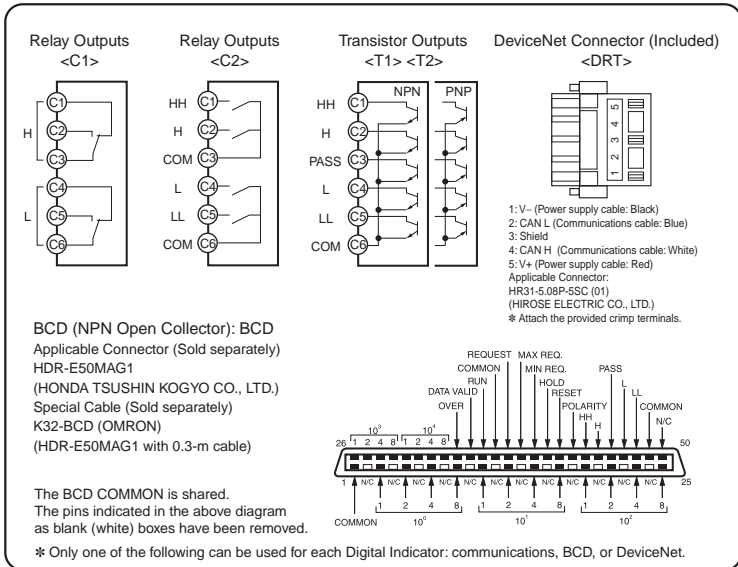 Relay Outputs
<C1>
H
L
C1
C2
C3
C4
C5
C6
Relay Outputs
<C2>
HH
H
COM
L
LL
COM
C1
C2
C3
C4
C5
C6
Transistor Outputs
<T1> <T2>
NPN
PNP
HH
H
PASS
L
LL
COM
C1
C2
C3
C4
C5
C6
DeviceNet Connector (Included)
<DRT>
1 2 3 4 5
1: V– (Power supply cable: Black)
2: CAN L (Communications cable: Blue)
3: Shield
4: CAN H (Communications cable: White)
5: V+ (Power supply cable: Red)
Applicable Connector:
HR31-5.08P-5SC (01)
(HIROSE ELECTRIC CO., LTD.)
✽ Attach the provided crimp terminals.
BCD (NPN Open Collector): BCD
Applicable Connector (Sold separately)
HDR-E50MAG1
(HONDA TSUSHIN KOGYO CO., LTD.)
Special Cable (Sold separately)
K32-BCD (OMRON)
(HDR-E50MAG1 with 0.3-m cable)
The BCD COMMON is shared.
The pins indicated in the above diagram
as blank (white) boxes have been removed.
REQUEST
MAX REQ.
COMMON
MIN REQ.
PASS
RUN
HOLD
L
DATA VALID
RESET
LL
OVER
POLARITY
COMMON
HH
H
N/C
10³
10⁴
26
1 2 4 8 1 2 4 8
50
1
N/C N/C N/C N/C N/C N/C N/C N/C N/C N/C N/C N/C
25
COMMON
1 2 4 8
1 2 4 8
1 2 4 8
10⁰
10¹
10²
✽ Only one of the following can be used for each Digital Indicator: communications, BCD, or DeviceNet.